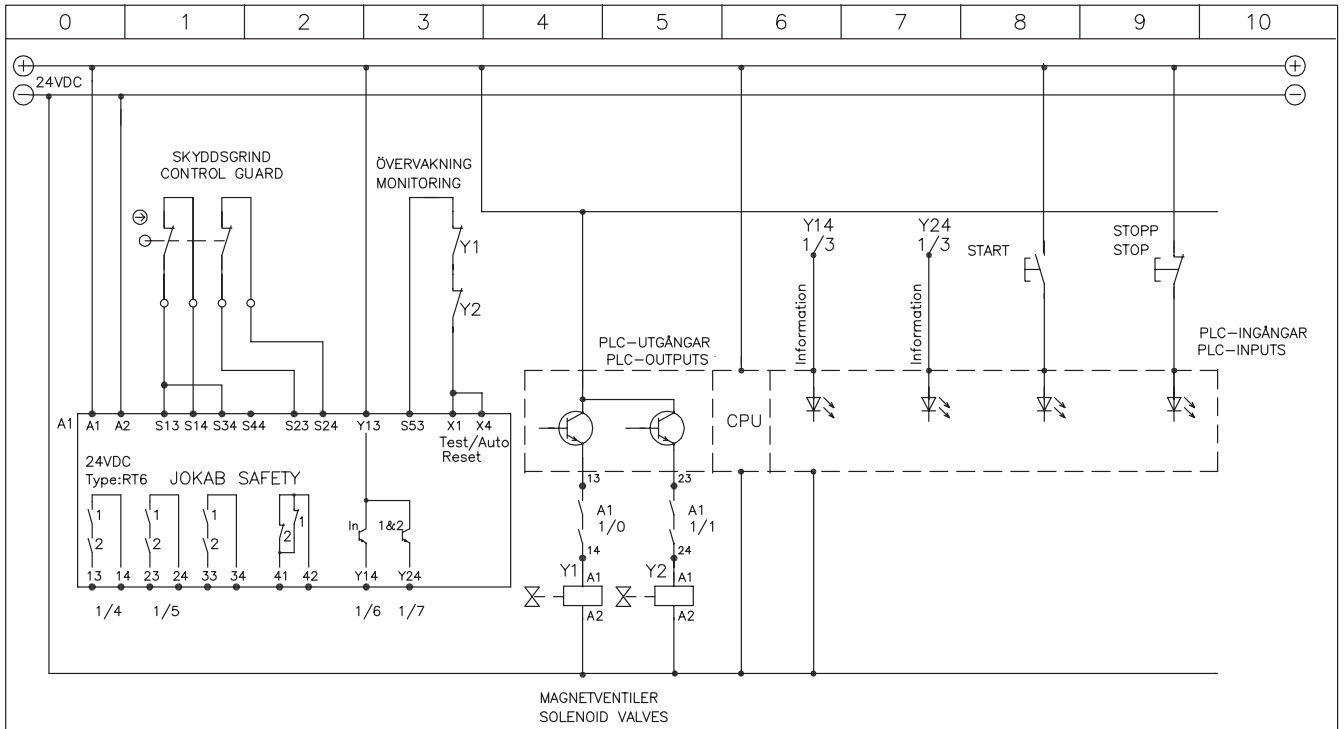 0 1 2 3 4 5 6 7 8 9 10
+ +
24VDC
− −
SKYDDSGRIND
CONTROL GUARD
ÖVERVAKNING
MONITORING
Y1
Y2
Y14
1/3
Y24
1/3
START
STOPP
STOP
Information
Information
PLC-UTGÅNGAR
PLC-OUTPUTS
PLC-INGÅNGAR
PLC-INPUTS
CPU
A1 A1 A2 S13 S14 S34 S44 S23 S24 Y13 S53 X1 X4
Test/Auto
Reset
24VDC
Type:RT6 JOKAB SAFETY
1 1 1 1
2 2 2 2
In 1&2
13 14 23 24 33 34 41 42 Y14 Y24
1/4 1/5 1/6 1/7
13 23
A1
1/0
A1
1/1
14 24
Y1 A1 Y2 A1
A2 A2
MAGNETVENTILER
SOLENOID VALVES